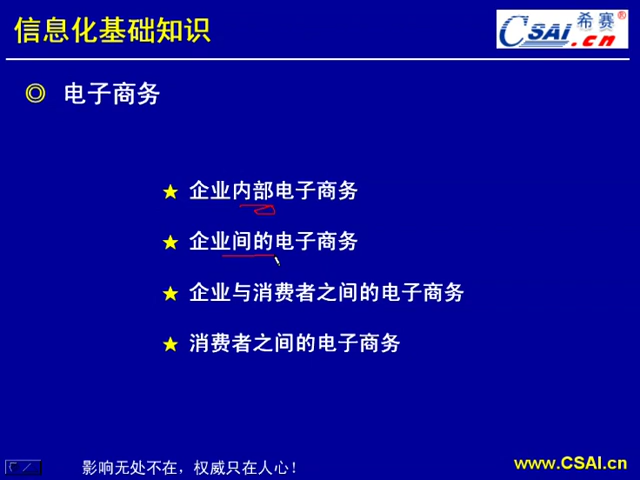 信息化基础知识
CSAI 希赛®
.cn
◎ 电子商务
★ 企业内部电子商务
★ 企业间的电子商务
★ 企业与消费者之间的电子商务
★ 消费者之间的电子商务
影响无处不在，权威只在人心！
www.CSAI.cn